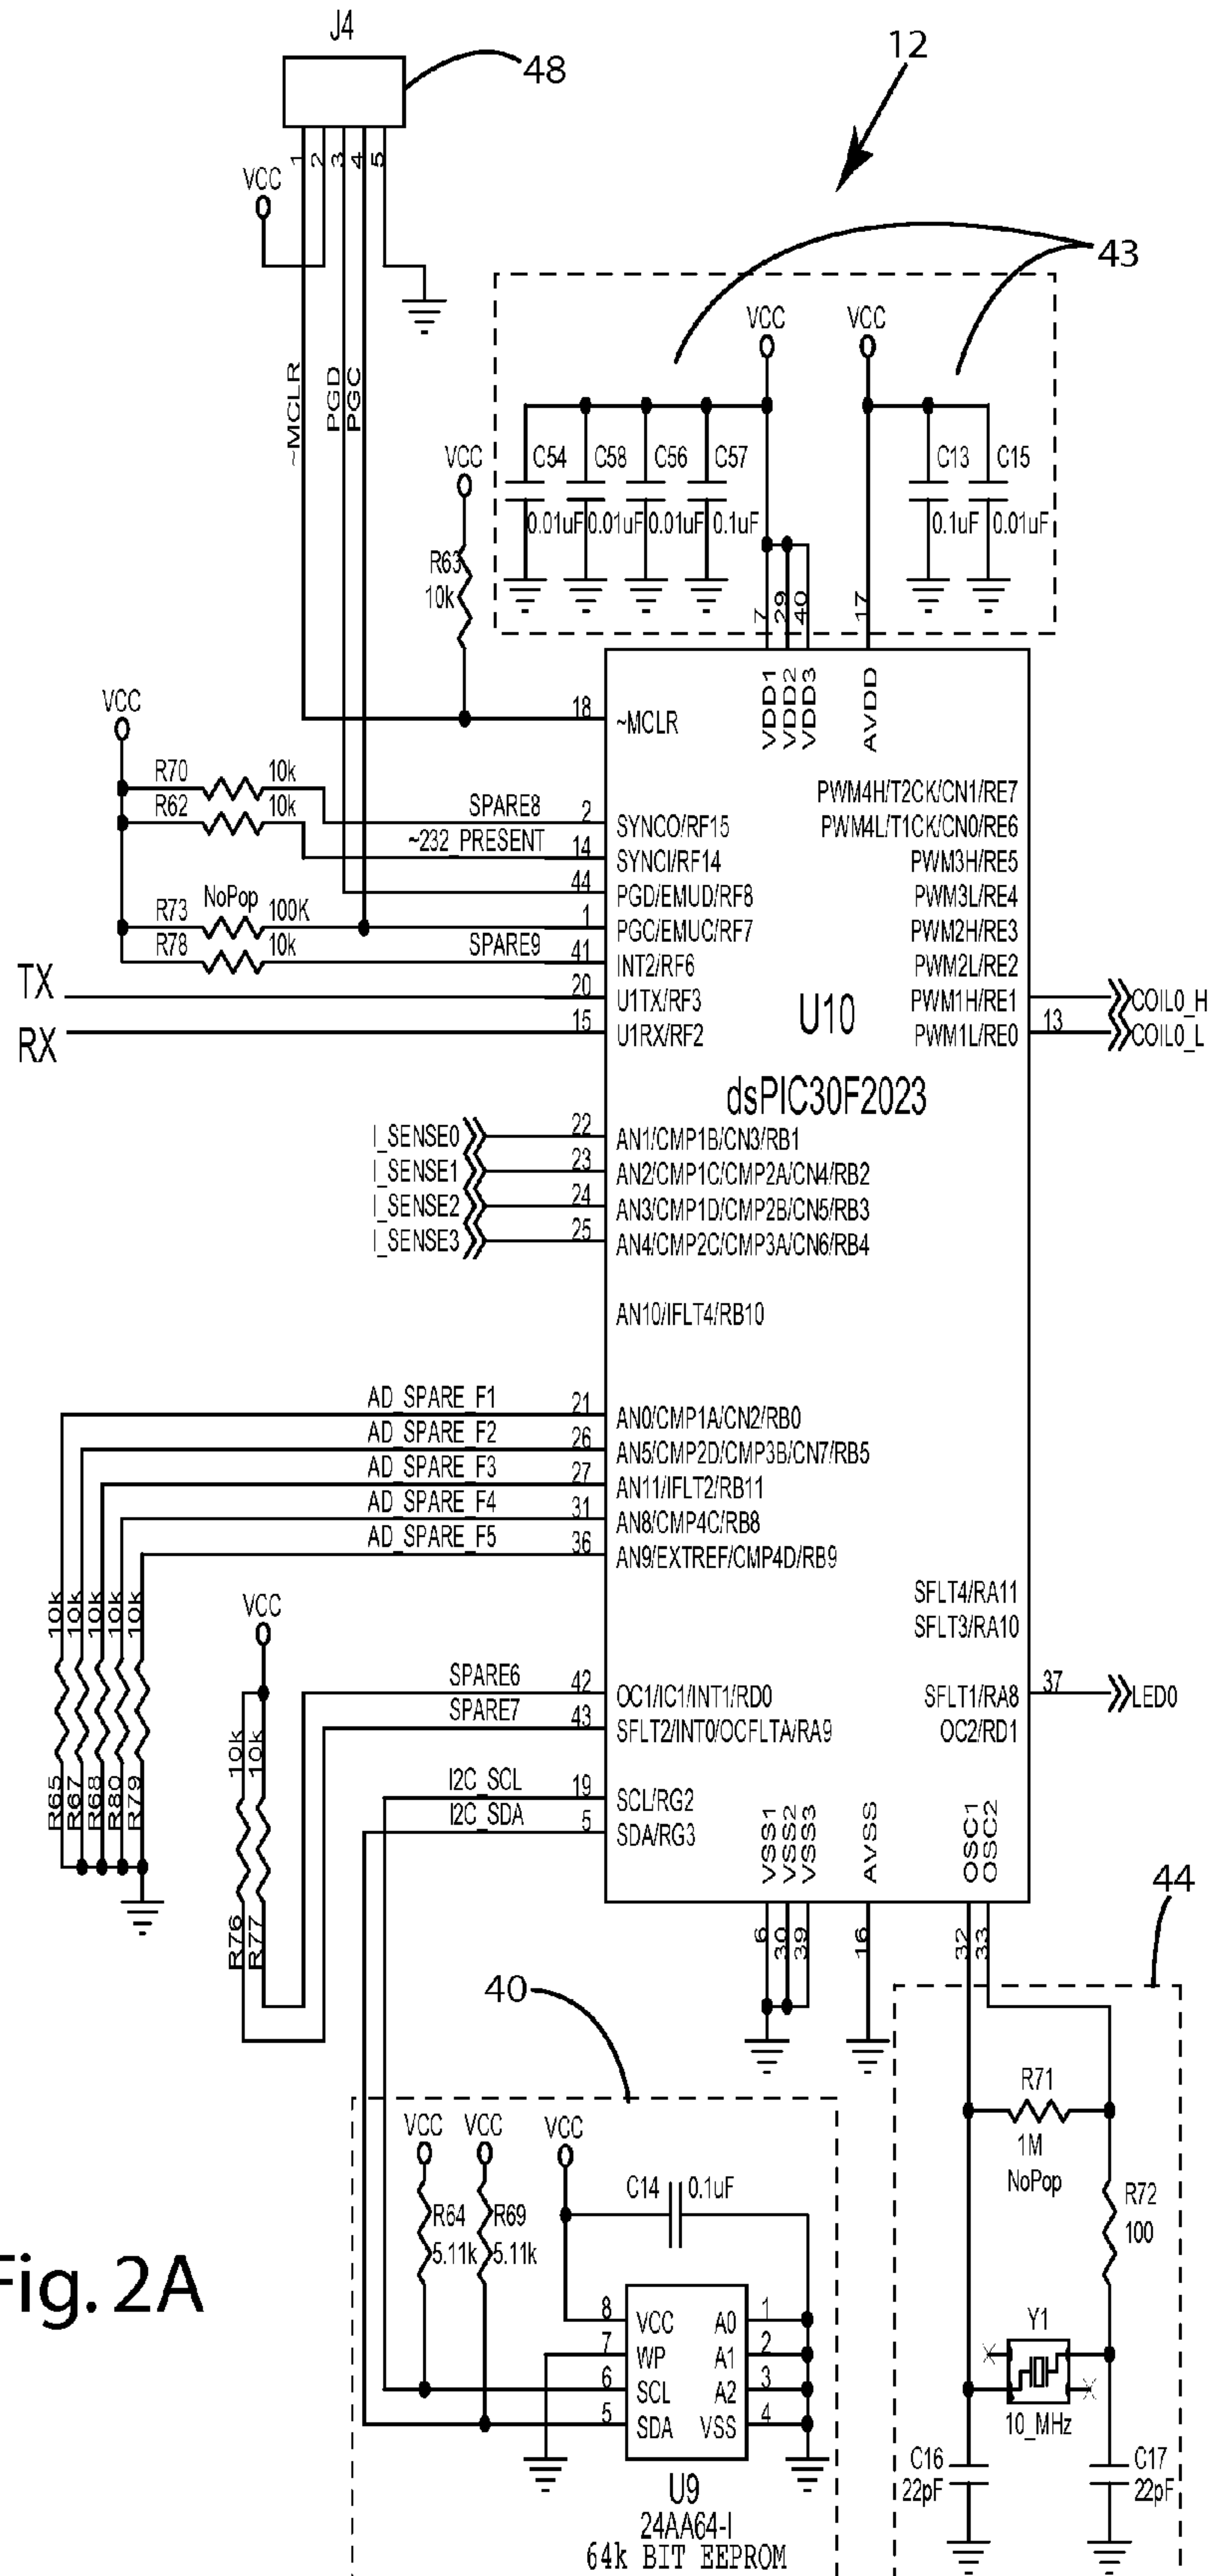 J4
48
12
1 2 3 4 5
VCC
43
VCC VCC
~MCLR
PGD
PGC
VCC
C54 C58 C56 C57 C13 C15
0.01uF 0.01uF 0.01uF 0.1uF 0.1uF 0.01uF
R63
10k
7 29 40 17
VDD1 VDD2 VDD3 AVDD
VCC
18 ~MCLR
R70 10k SPARE8 2 SYNCO/RF15
R62 10k ~232_PRESENT 14 SYNCI/RF14
44 PGD/EMUD/RF8
NoPop
R73 100K 1 PGC/EMUC/RF7
R78 10k SPARE9 41 INT2/RF6
TX 20 U1TX/RF3
RX 15 U1RX/RF2
PWM4H/T2CK/CN1/RE7
PWM4L/T1CK/CN0/RE6
PWM3H/RE5
PWM3L/RE4
PWM2H/RE3
PWM2L/RE2
PWM1H/RE1 COIL0_H
PWM1L/RE0 13 COIL0_L
U10
dsPIC30F2023
I_SENSE0 22 AN1/CMP1B/CN3/RB1
I_SENSE1 23 AN2/CMP1C/CMP2A/CN4/RB2
I_SENSE2 24 AN3/CMP1D/CMP2B/CN5/RB3
I_SENSE3 25 AN4/CMP2C/CMP3A/CN6/RB4
AN10/IFLT4/RB10
AD_SPARE_F1 21 AN0/CMP1A/CN2/RB0
AD_SPARE_F2 26 AN5/CMP2D/CMP3B/CN7/RB5
AD_SPARE_F3 27 AN11/IFLT2/RB11
AD_SPARE_F4 31 AN8/CMP4C/RB8
AD_SPARE_F5 36 AN9/EXTREF/CMP4D/RB9
10k 10k 10k 10k 10k
R65 R67 R68 R80 R79
VCC
10k 10k
R76 R77
SFLT4/RA11
SFLT3/RA10
SPARE6 42 OC1/IC1/INT1/RD0
SPARE7 43 SFLT2/INT0/OCFLTA/RA9
SFLT1/RA8 37 LED0
OC2/RD1
I2C_SCL 19 SCL/RG2
I2C_SDA 5 SDA/RG3
VSS1 VSS2 VSS3 AVSS OSC1 OSC2
6 30 39 16 32 33
44
40
VCC VCC VCC
R64
5.11k
R69
5.11k
C14 0.1uF
R71
1M
NoPop
R72
100
8 VCC A0 1
7 WP A1 2
6 SCL A2 3
5 SDA VSS 4
U9
24AA64-I
64k BIT EEPROM
Y1
10_MHz
C16
22pF
C17
22pF
Fig. 2A